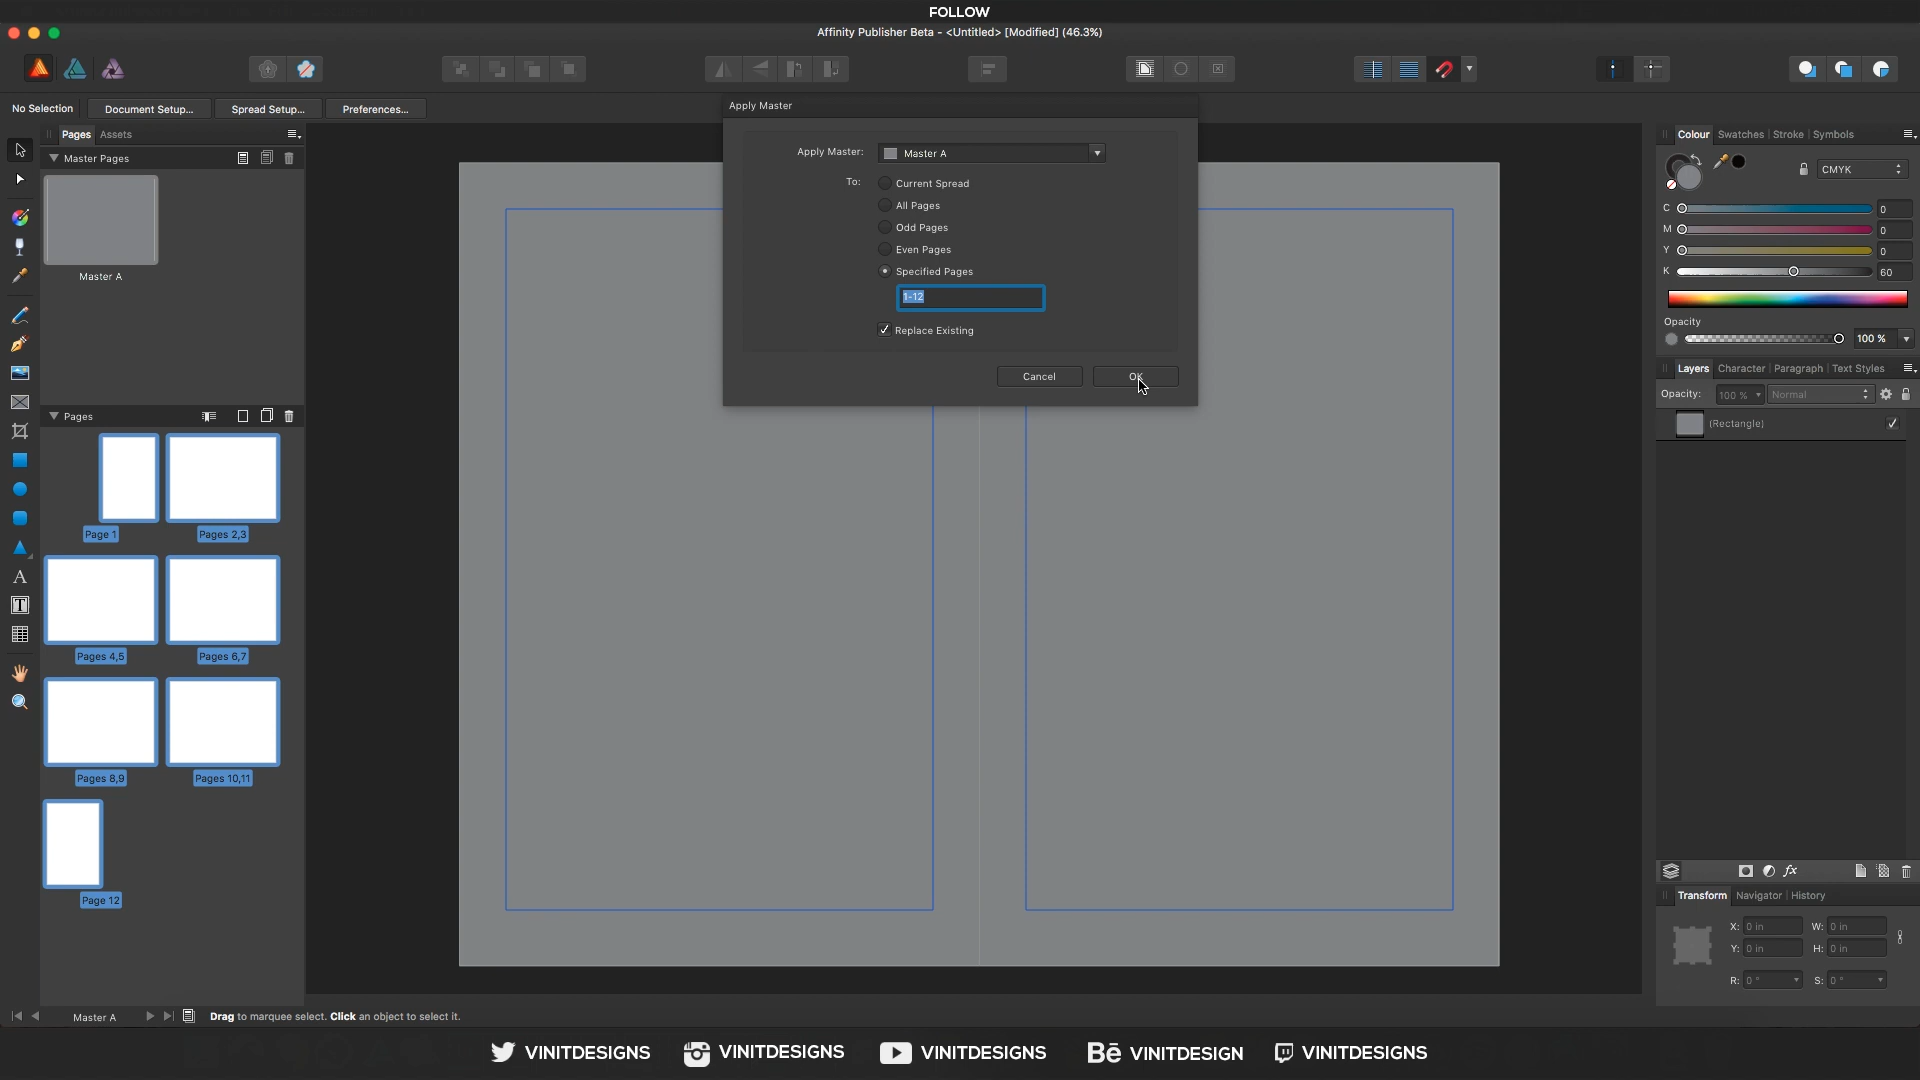 FOLLOW
Affinity Publisher Beta - <Untitled> [Modified] (46.3%)
No Selection
Document Setup...
Spread Setup...
Preferences...
Pages
Assets
Master Pages
Master A
Pages
Page 1
Pages 2,3
Pages 4,5
Pages 6,7
Pages 8,9
Pages 10,11
Page 12
Apply Master
Apply Master:
Master A
To:
Current Spread
All Pages
Odd Pages
Even Pages
Specified Pages
1-12
Replace Existing
Cancel
OK
Colour
Swatches
Stroke
Symbols
CMYK
C
0
M
0
Y
0
K
60
Opacity
100 %
Layers
Character
Paragraph
Text Styles
Opacity:
100 %
Normal
(Rectangle)
fx
Transform
Navigator
History
X: 0 in
W: 0 in
Y: 0 in
H: 0 in
R: 0 °
S: 0 °
Master A
Drag to marquee select. Click an object to select it.
VINITDESIGNS
VINITDESIGNS
VINITDESIGNS
Bē VINITDESIGN
VINITDESIGNS